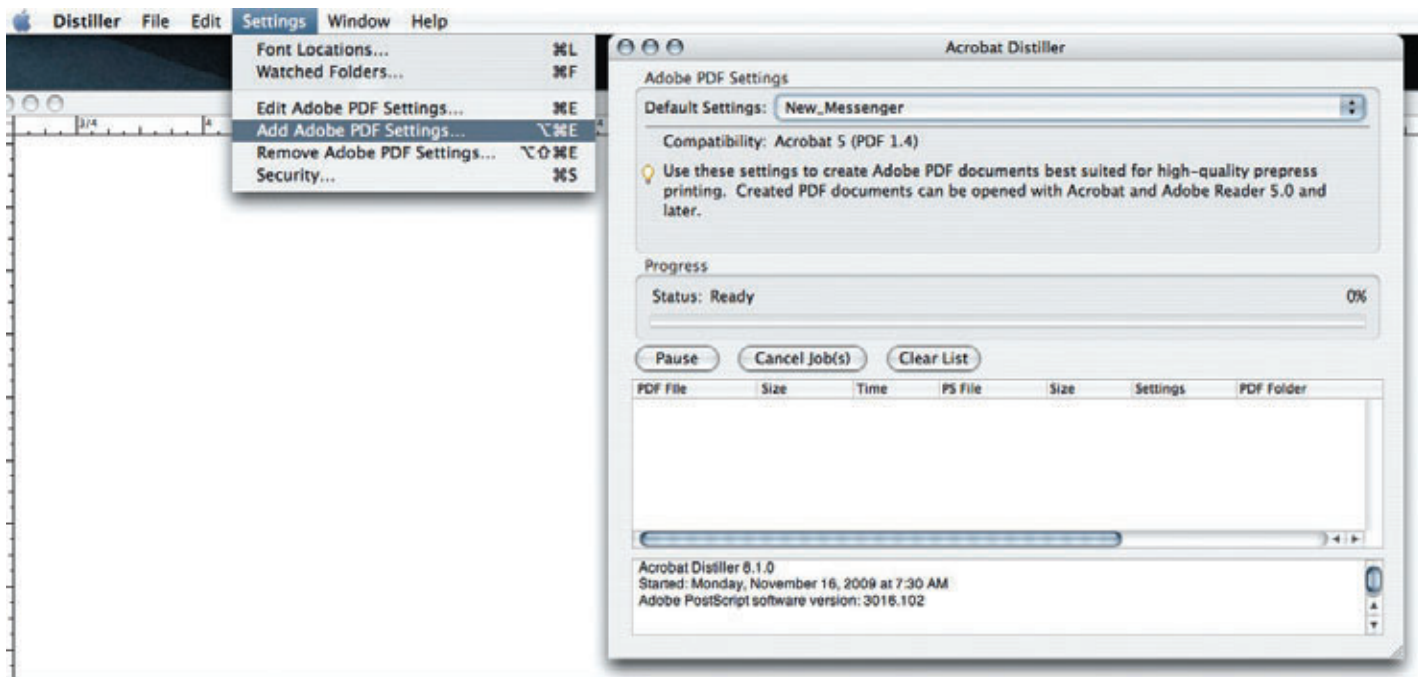 Distiller File Edit Settings Window Help
Font Locations... ⌘L
Watched Folders... ⌘F
Edit Adobe PDF Settings... ⌘E
Add Adobe PDF Settings... ⌥⌘E
Remove Adobe PDF Settings... ⌥⇧⌘E
Security... ⌘S
3/4 4
Acrobat Distiller
Adobe PDF Settings
Default Settings: New_Messenger
Compatibility: Acrobat 5 (PDF 1.4)
Use these settings to create Adobe PDF documents best suited for high-quality prepress
printing. Created PDF documents can be opened with Acrobat and Adobe Reader 5.0 and
later.
Progress
Status: Ready 0%
Pause Cancel Job(s) Clear List
PDF File Size Time PS File Size Settings PDF Folder
Acrobat Distiller 8.1.0
Started: Monday, November 16, 2009 at 7:30 AM
Adobe PostScript software version: 3016.102